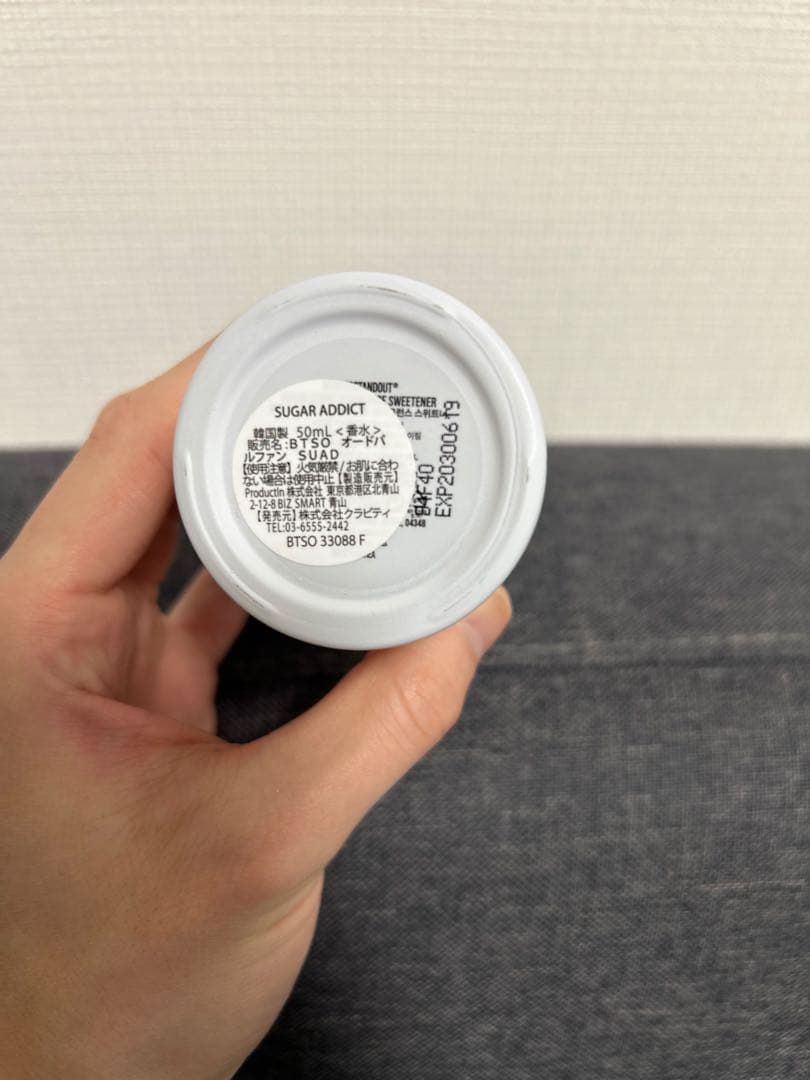 SUGAR ADDICT
韓国製 50mL <香水>
販売名:BTSO オードパ
ルファン SUAD
【使用注意】火気厳禁/お肌に合わ
ない場合は使用中止【製造販売元】
ProductIn 株式会社 東京都港区北青山
2-12-8 BIZ SMART 青山
【発売元】株式会社クラビティ
TEL:03-6555-2442
BTSO 33088 F
TANDOUT®
SWEETENER
스위트
04348
EXP20300619